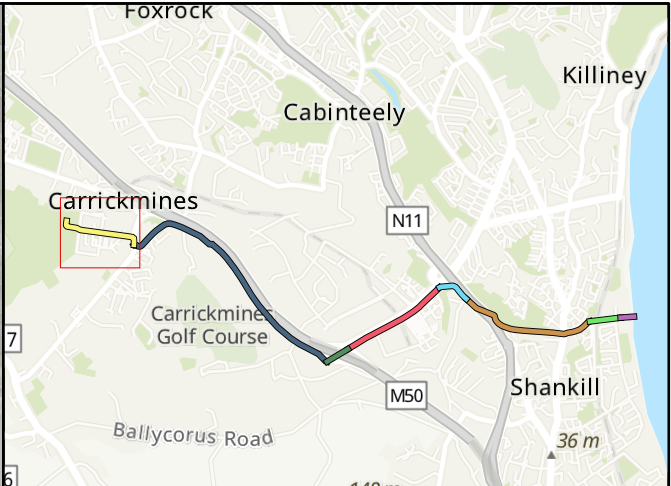 Foxrock
Killiney
Cabinteely
Carrickmines
N11
Carrickmines
Golf Course
7
M50
Shankill
Ballycorus Road
36 m
6